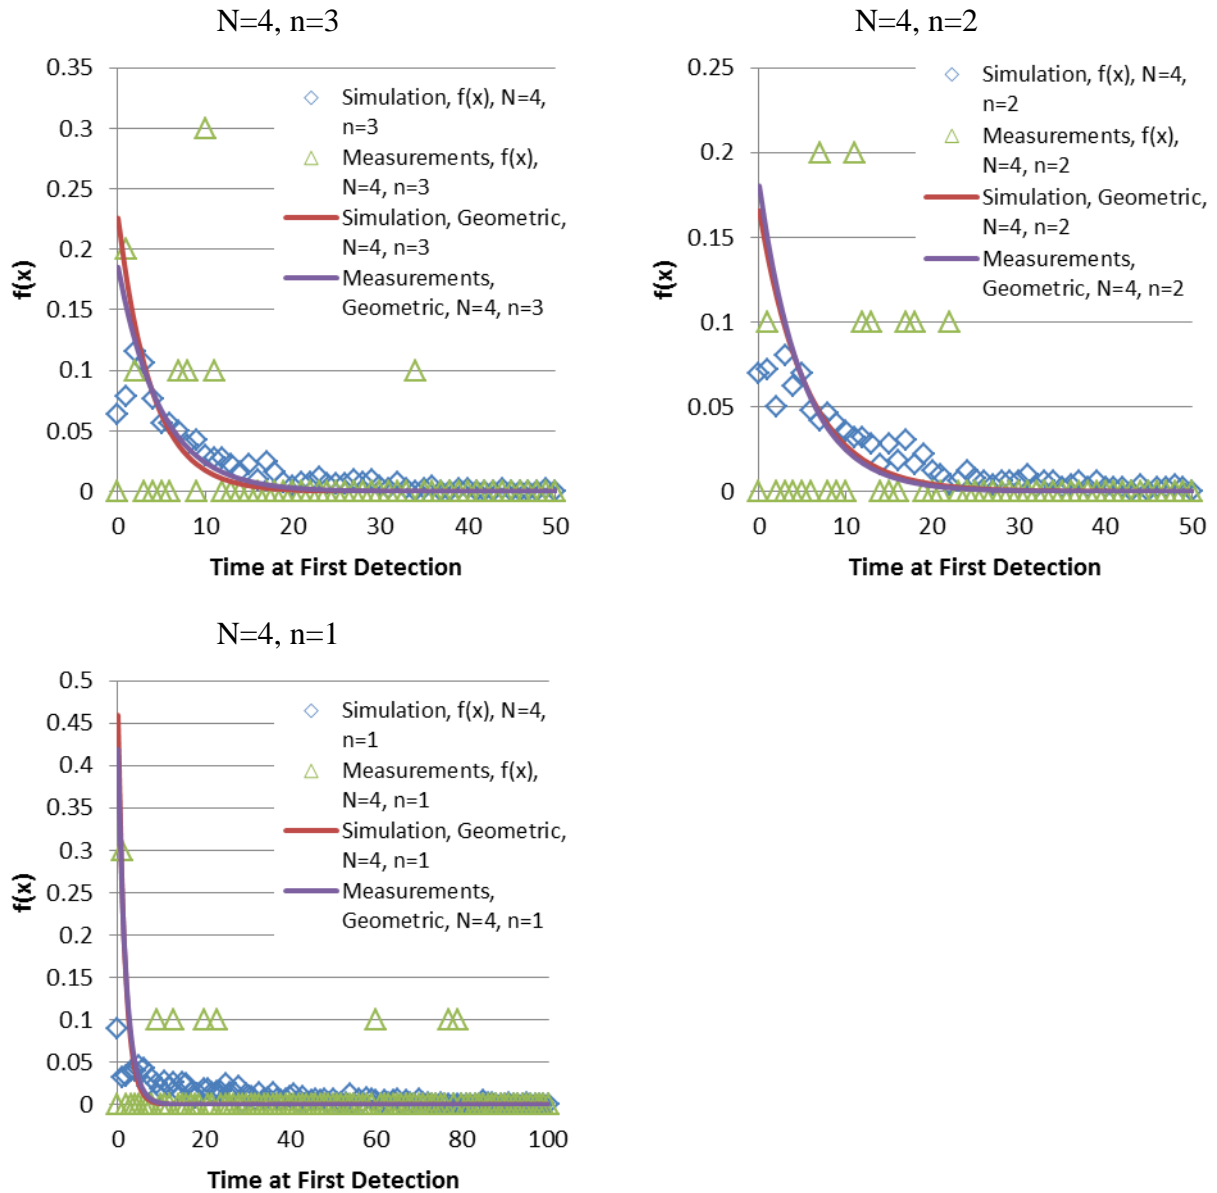 N=4, n=3
0.35
0.3
0.25
0.2
0.15
0.1
0.05
0
f(x)
Simulation, f(x), N=4,
n=3
Measurements, f(x),
N=4, n=3
Simulation, Geometric,
N=4, n=3
Measurements,
Geometric, N=4, n=3
0 10 20 30 40 50
Time at First Detection
N=4, n=2
0.25
0.2
0.15
0.1
0.05
0
f(x)
Simulation, f(x), N=4,
n=2
Measurements, f(x),
N=4, n=2
Simulation, Geometric,
N=4, n=2
Measurements,
Geometric, N=4, n=2
0 10 20 30 40 50
Time at First Detection
N=4, n=1
0.5
0.45
0.4
0.35
0.3
0.25
0.2
0.15
0.1
0.05
0
f(x)
Simulation, f(x), N=4,
n=1
Measurements, f(x),
N=4, n=1
Simulation, Geometric,
N=4, n=1
Measurements,
Geometric, N=4, n=1
0 20 40 60 80 100
Time at First Detection